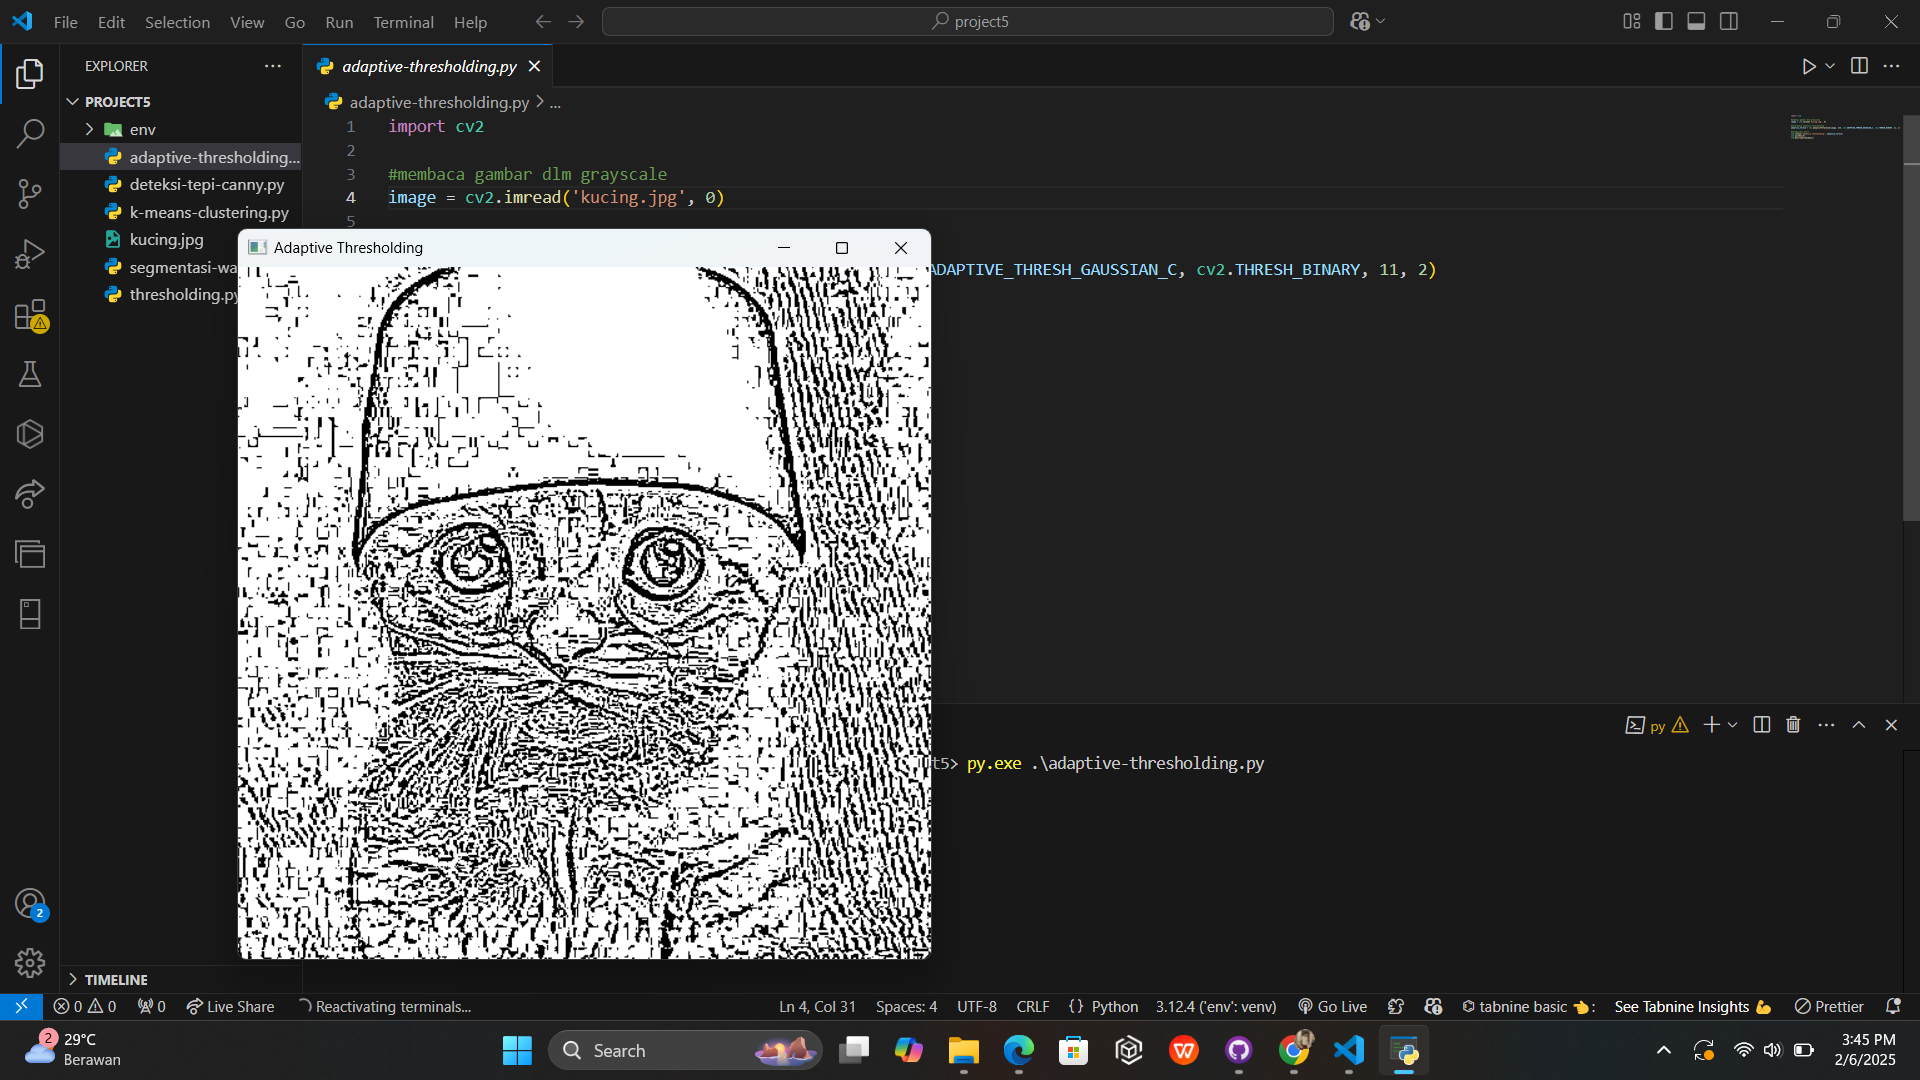 File Edit Selection View Go Run Terminal Help
project5
EXPLORER
adaptive-thresholding.py
PROJECT5
env
adaptive-thresholding...
deteksi-tepi-canny.py
k-means-clustering.py
kucing.jpg
segmentasi-wa
thresholding.py
adaptive-thresholding.py > ...
1 import cv2
2
3 #membaca gambar dlm grayscale
4 image = cv2.imread('kucing.jpg', 0)
5
Adaptive Thresholding
ADAPTIVE_THRESH_GAUSSIAN_C, cv2.THRESH_BINARY, 11, 2)
py
t5> py.exe .\adaptive-thresholding.py
2
TIMELINE
0 0 0 Live Share Reactivating terminals... Ln 4, Col 31 Spaces: 4 UTF-8 CRLF {} Python 3.12.4 ('env': venv) Go Live tabnine basic : See Tabnine Insights Prettier
2
29°C
Berawan
Search
3:45 PM
2/6/2025